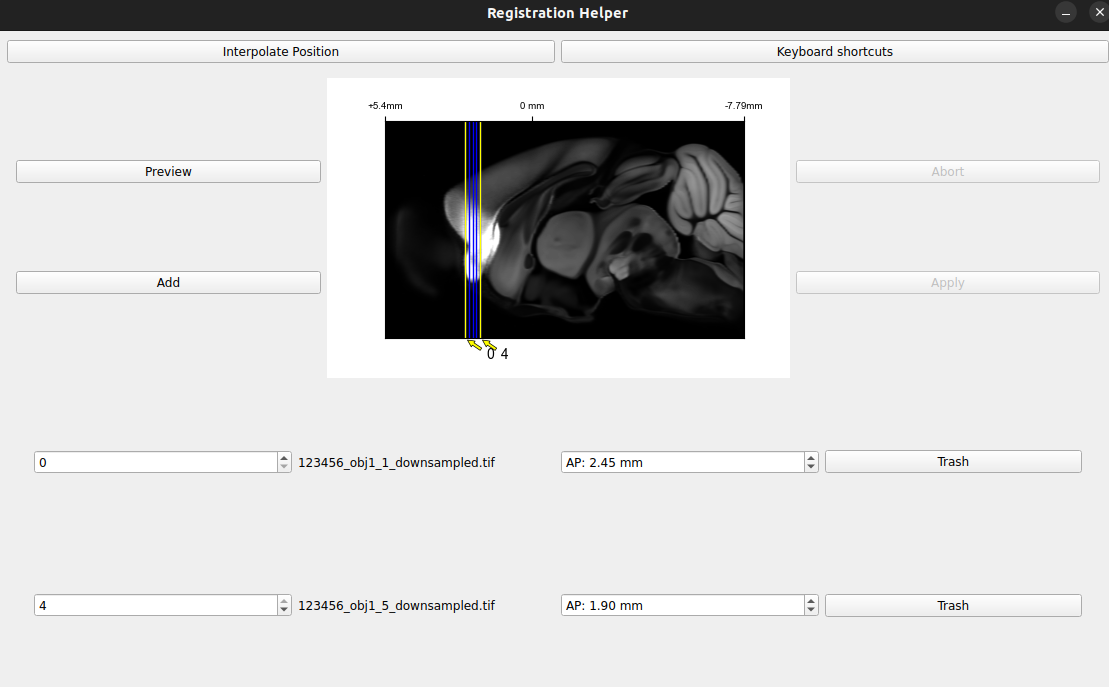 Registration Helper
Interpolate Position
Keyboard shortcuts
+5.4mm
0 mm
-7.79mm
Preview
Abort
Add
Apply
0 4
0
123456_obj1_1_downsampled.tif
AP: 2.45 mm
Trash
4
123456_obj1_5_downsampled.tif
AP: 1.90 mm
Trash